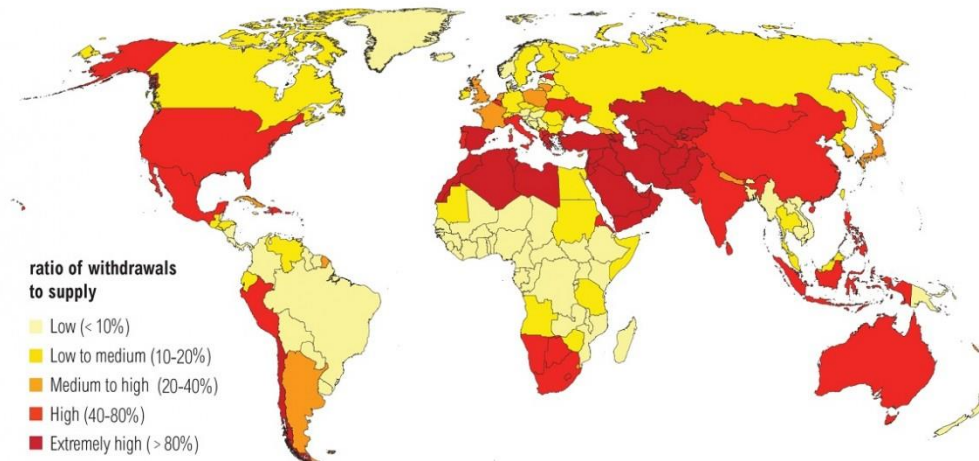 ratio of withdrawals
to supply
Low (< 10%)
Low to medium (10-20%)
Medium to high (20-40%)
High (40-80%)
Extremely high (> 80%)